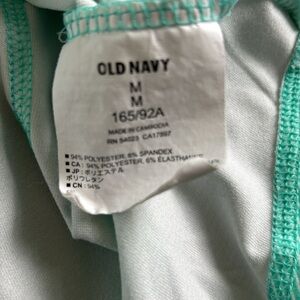 OLD NAVY
M
M
165/92A
MADE IN CAMBODIA
RN 54023 CA17897
■ 94% POLYESTER, 6% SPANDEX
■ CA: 94% POLYESTER, 6% ELASTHANNE
■ JP: ポリエステル
ポリウレタン
■ CN: 94%